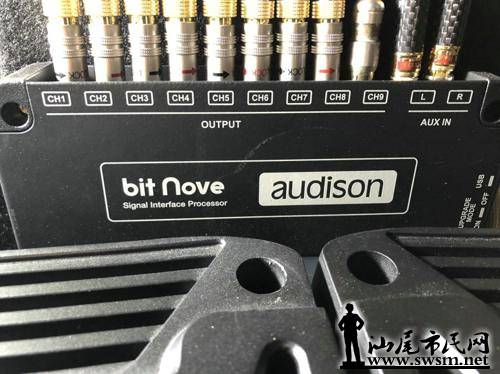 CH1 CH2 CH3 CH4 CH5 CH6 CH7 CH8 CH9 L R
OUTPUT AUX IN
bit Nove audison
Signal Interface Processor
USB
UPGRADE MODE
ON OFF
汕尾市民网
www.swsm.net